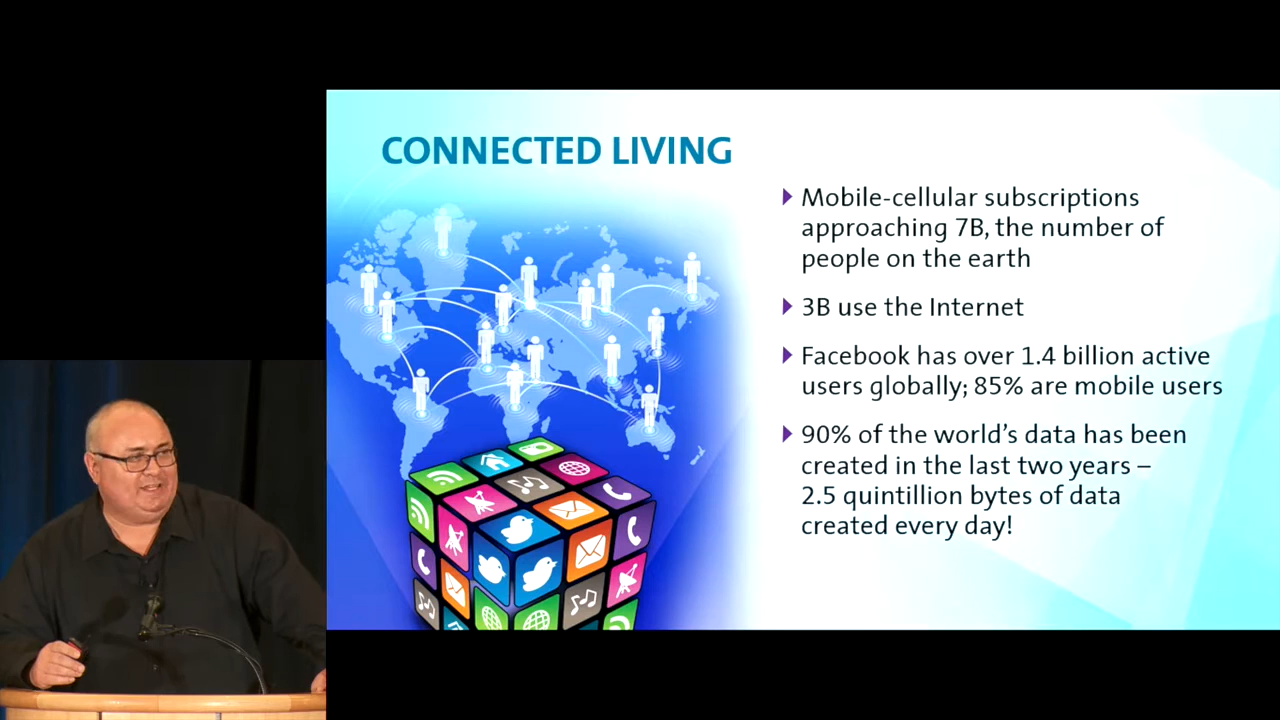 CONNECTED LIVING
Mobile-cellular subscriptions
approaching 7B, the number of
people on the earth
3B use the Internet
Facebook has over 1.4 billion active
users globally; 85% are mobile users
90% of the world’s data has been
created in the last two years –
2.5 quintillion bytes of data
created every day!